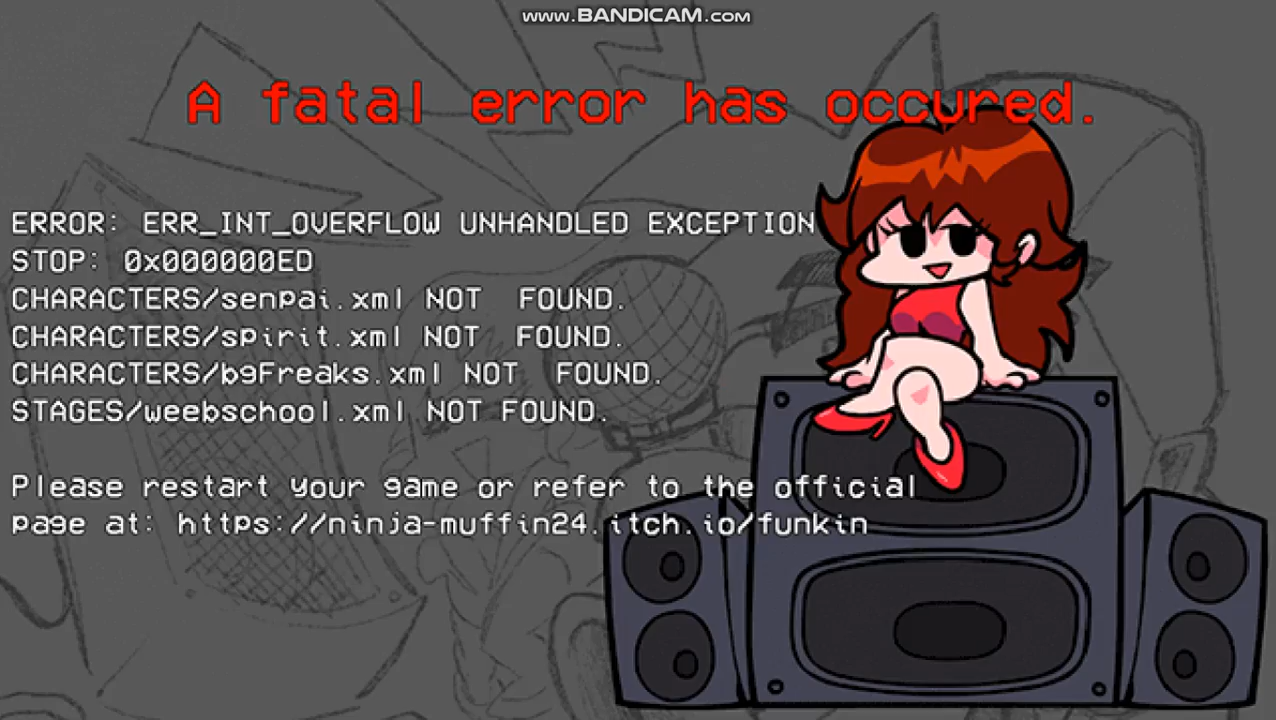 www.BANDICAM.com
A fatal error has occured.
ERROR: ERR_INT_OVERFLOW UNHANDLED EXCEPTION
STOP: 0x000000ED
CHARACTERS/senpai.xml NOT FOUND.
CHARACTERS/spirit.xml NOT FOUND.
CHARACTERS/bgFreaks.xml NOT FOUND.
STAGES/weebschool.xml NOT FOUND.
Please restart your game or refer to the official
page at: https://ninja-muffin24.itch.io/funkin